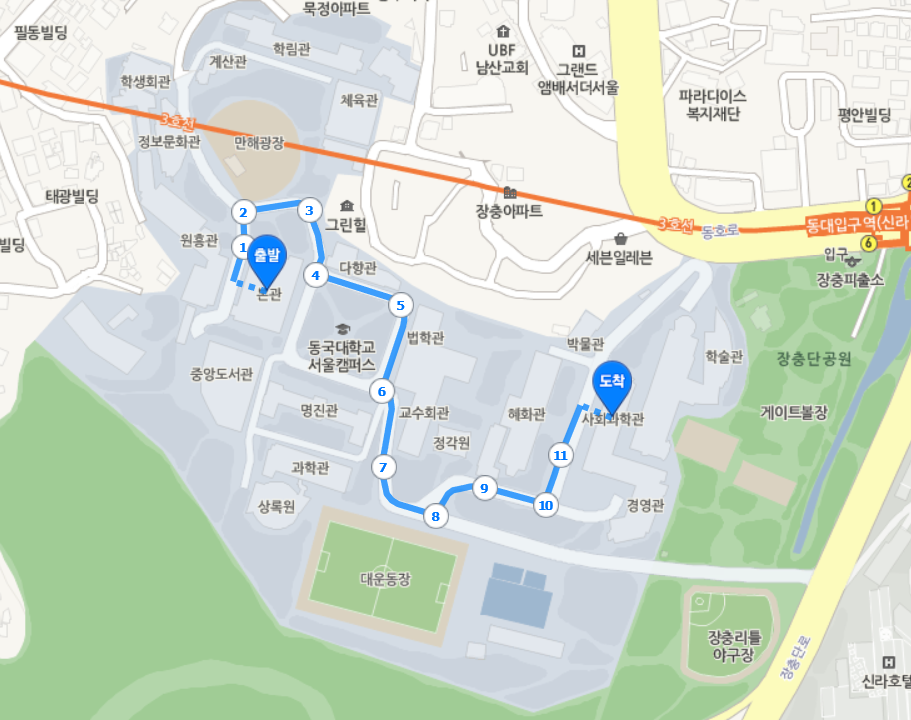 묵정아파트
필동빌딩
학림관
UBF
남산교회
계산관
그랜드
앰배서더서울
학생회관
파라다이스
복지재단
체육관
평안빌딩
3호선
정보문화관
만해광장
태광빌딩
장충아파트
2
3
그린힐
1
2
3호선
동호로
동대입구역(신라
빌딩
원흥관
1
출발
6
세븐일레븐
입구
장충피출소
4
다향관
본관
5
법학관
동국대학교
서울캠퍼스
박물관
학술관
장충단공원
중앙도서관
도착
6
명진관
교수회관
혜화관
사회과학관
게이트볼장
정각원
11
과학관
7
9
상록원
10
경영관
8
대운동장
장충리틀
야구장
장충단로
신라호텔